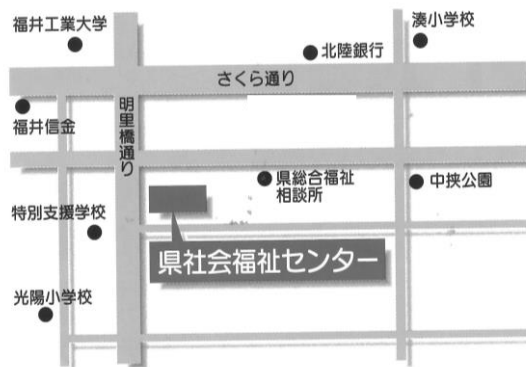 福井工業大学
湊小学校
北陸銀行
さくら通り
福井信金
明里橋通り
県総合福祉
相談所
中挟公園
特別支援学校
県社会福祉センター
光陽小学校